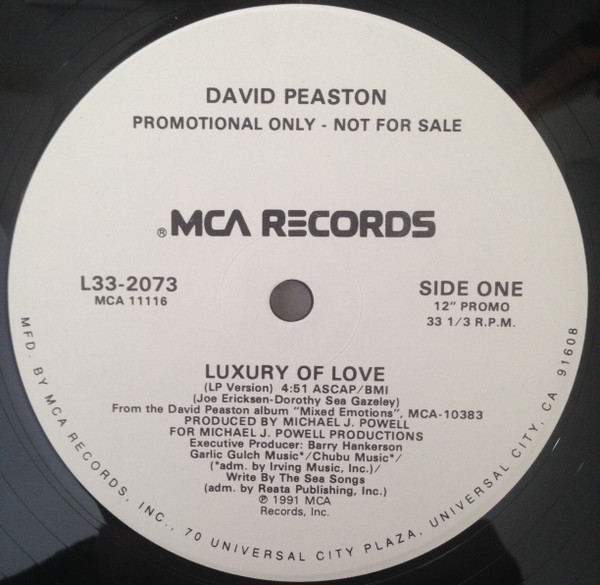 DAVID PEASTON
PROMOTIONAL ONLY - NOT FOR SALE
® MCA RECORDS
L33-2073
MCA 11116
SIDE ONE
12" PROMO
33 1/3 R.P.M.
LUXURY OF LOVE
(LP Version) 4:51 ASCAP/BMI
(Joe Ericksen-Dorothy Sea Gazeley)
From the David Peaston album "Mixed Emotions", MCA-10383
PRODUCED BY MICHAEL J. POWELL
FOR MICHAEL J. POWELL PRODUCTIONS
Executive Producer: Barry Hankerson
Garlic Gulch Music*/Chubu Music*/
(*adm. by Irving Music, Inc.)/
Write By The Sea Songs
(adm. by Reata Publishing, Inc.)
℗ 1991 MCA
Records, Inc.
MFD. BY MCA RECORDS, INC., 70 UNIVERSAL CITY PLAZA, UNIVERSAL CITY, CA 91608